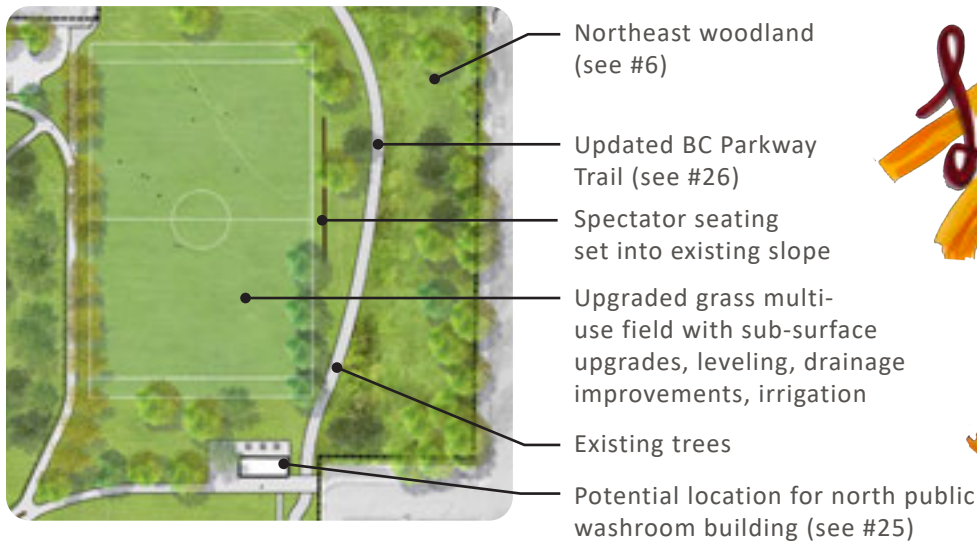 Northeast woodland
(see #6)
Updated BC Parkway
Trail (see #26)
Spectator seating
set into existing slope
Upgraded grass multi-
use field with sub-surface
upgrades, leveling, drainage
improvements, irrigation
Existing trees
Potential location for north public
washroom building (see #25)